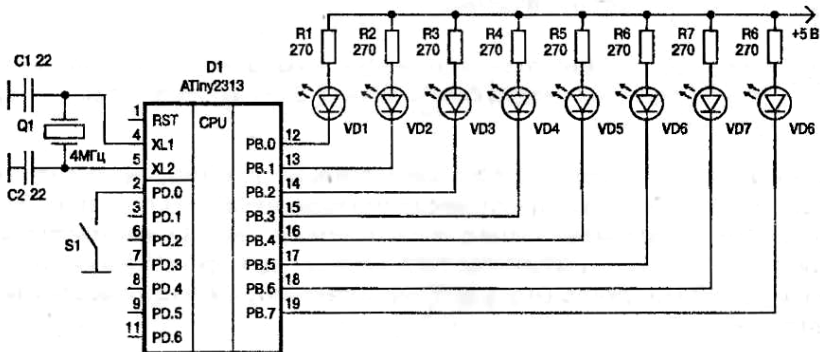 R1 R2 R3 R4 R5 R6 R7 R6
270 270 270 270 270 270 270 270
+5 В
C1 22
Q1
4МГц
C2 22
S1
D1
ATiny2313
CPU
1 RST
4 XL1
5 XL2
2 PD.0
3 PD.1
6 PD.2
7 PD.3
8 PD.4
9 PD.5
11 PD.6
PB.0 12
PB.1 13
PB.2 14
PB.3 15
PB.4 16
PB.5 17
PB.6 18
PB.7 19
VD1 VD2 VD3 VD4 VD5 VD6 VD7 VD6